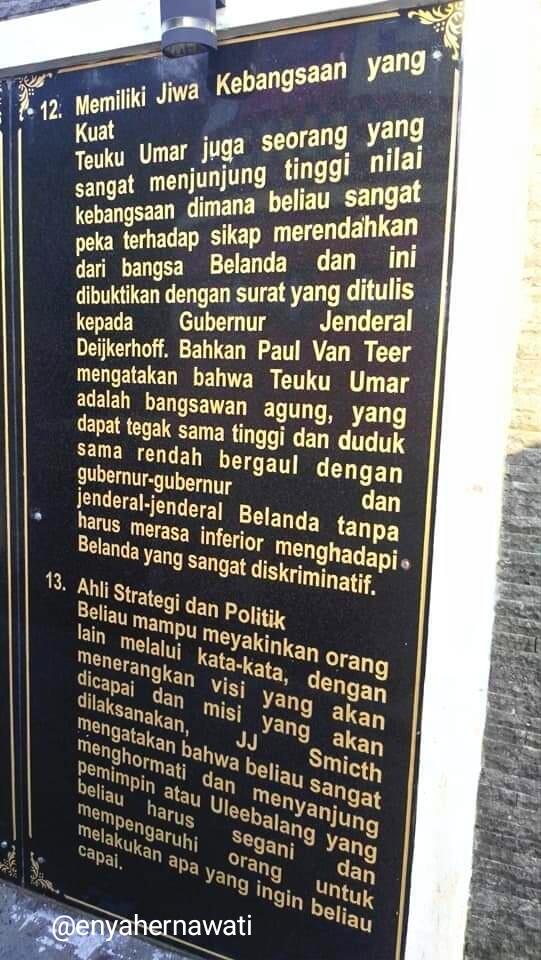 12. Memiliki Jiwa Kebangsaan yang
Kuat
Teuku Umar juga seorang yang
sangat menjunjung tinggi nilai
kebangsaan dimana beliau sangat
peka terhadap sikap merendahkan
dari bangsa Belanda dan ini
dibuktikan dengan surat yang ditulis
kepada Gubernur Jenderal
Deijkerhoff. Bahkan Paul Van Teer
mengatakan bahwa Teuku Umar
adalah bangsawan agung, yang
dapat tegak sama tinggi dan duduk
sama rendah bergaul dengan
gubernur-gubernur dan
jenderal-jenderal Belanda tanpa
harus merasa inferior menghadapi
Belanda yang sangat diskriminatif.
13. Ahli Strategi dan Politik
Beliau mampu meyakinkan orang
lain melalui kata-kata, dengan
menerangkan visi yang akan
dicapai dan misi yang akan
dilaksanakan, JJ Smicth
mengatakan bahwa beliau sangat
menghormati dan menyanjung
pemimpin atau Uleebalang yang
beliau harus segani dan
mempengaruhi orang untuk
melakukan apa yang ingin beliau
capai.
@enyahernawati